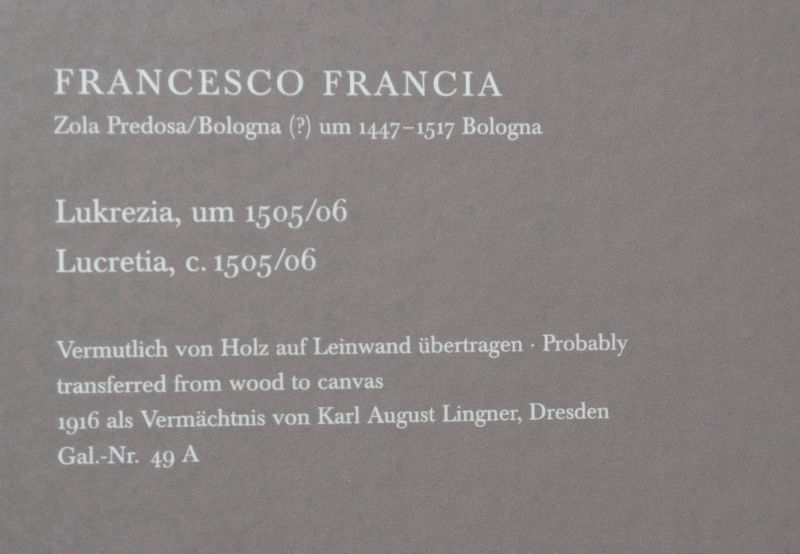 FRANCESCO FRANCIA
Zola Predosa/Bologna (?) um 1447–1517 Bologna
Lukrezia, um 1505/06
Lucretia, c. 1505/06
Vermutlich von Holz auf Leinwand übertragen · Probably
transferred from wood to canvas
1916 als Vermächtnis von Karl August Lingner, Dresden
Gal.-Nr. 49 A